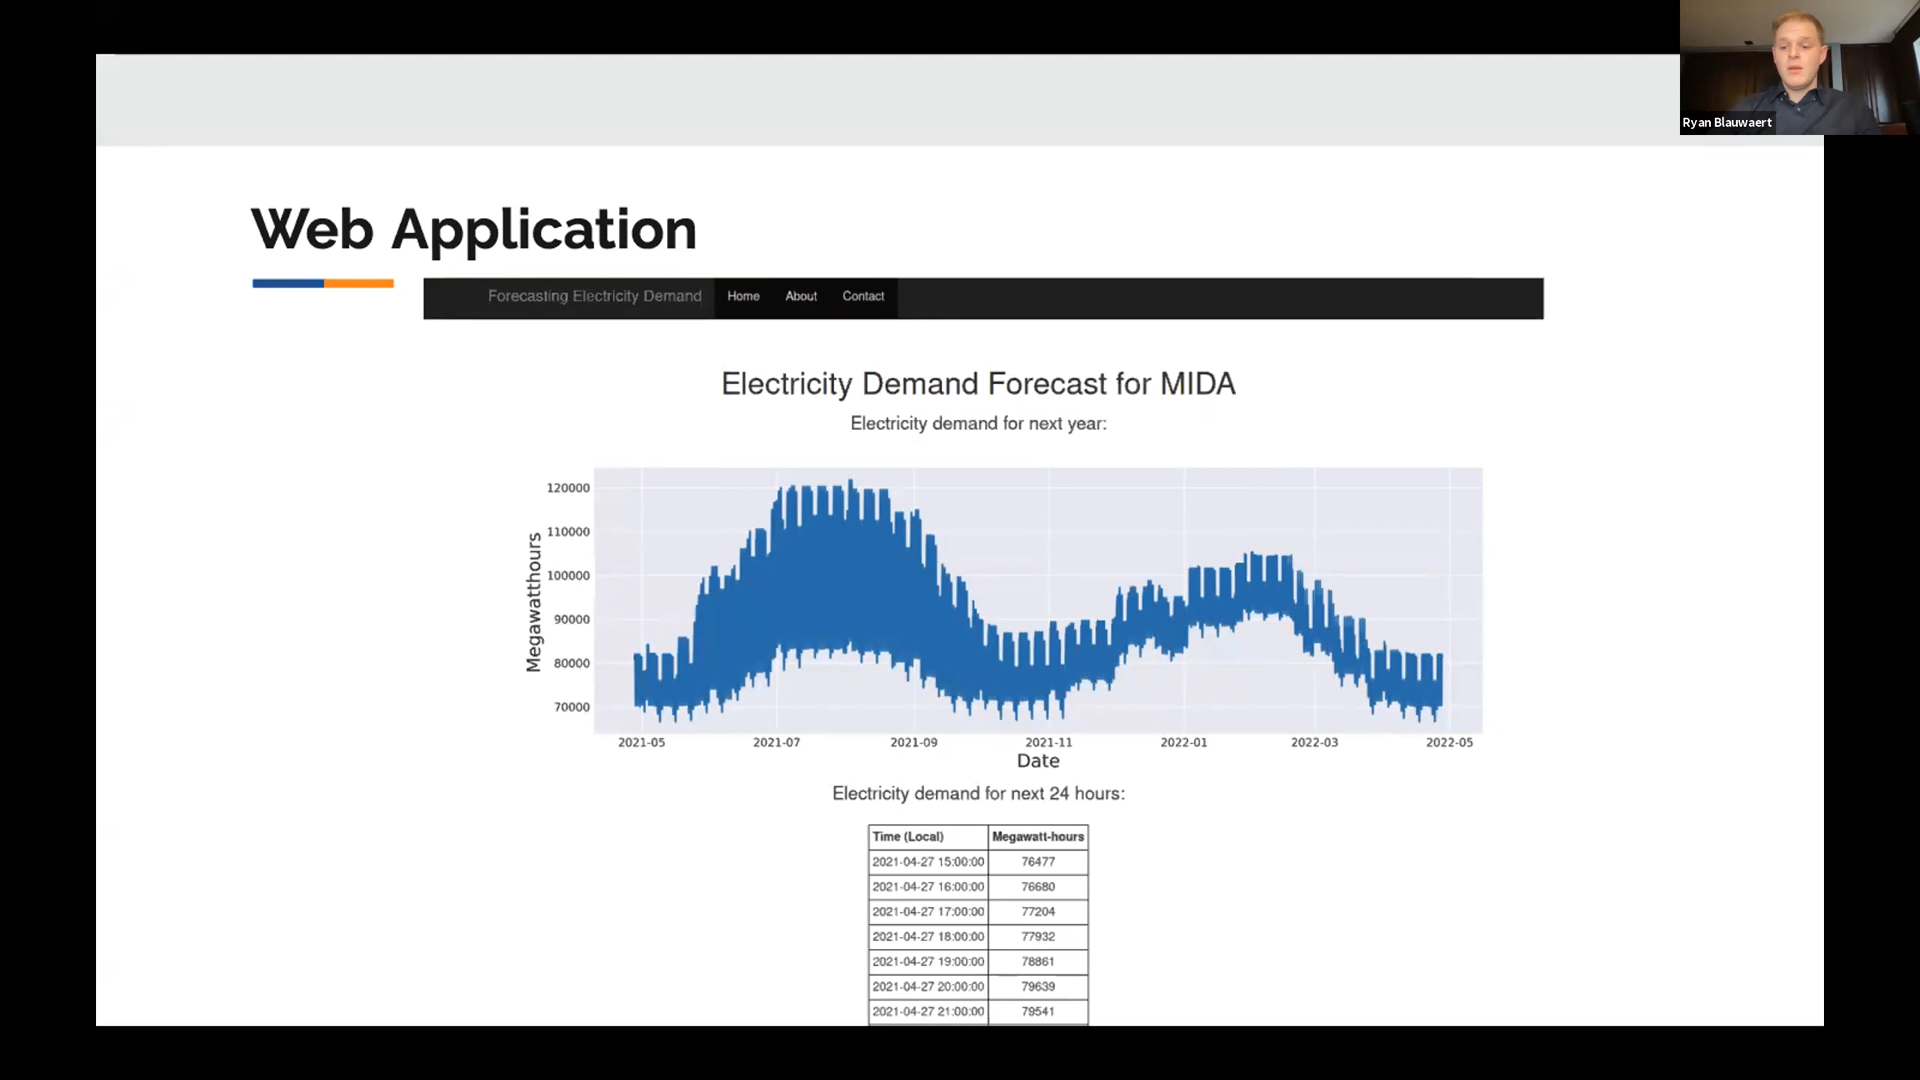 Ryan Blauwaert
Web Application
Forecasting Electricity Demand Home About Contact
Electricity Demand Forecast for MIDA
Electricity demand for next year:
120000
110000
100000
90000
80000
70000
Megawatthours
2021-05 2021-07 2021-09 2021-11 2022-01 2022-03 2022-05
Date
Electricity demand for next 24 hours:
Time (Local) Megawatt-hours
2021-04-27 15:00:00 76477
2021-04-27 16:00:00 76680
2021-04-27 17:00:00 77204
2021-04-27 18:00:00 77932
2021-04-27 19:00:00 78861
2021-04-27 20:00:00 79639
2021-04-27 21:00:00 79541